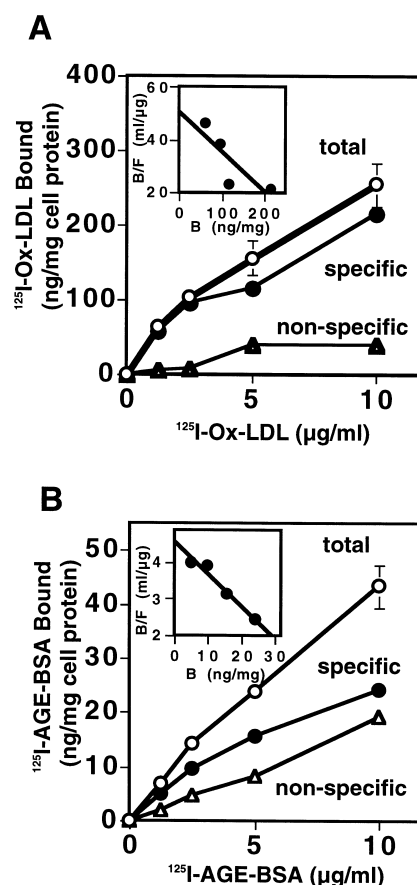 A
400
300
200
100
0
¹²⁵I-Ox-LDL Bound
(ng/mg cell protein)
60
40
20
B/F (ml/µg)
0 100 200
B (ng/mg)
total
specific
non-specific
0 5 10
¹²⁵I-Ox-LDL (µg/ml)
B
50
40
30
20
10
0
¹²⁵I-AGE-BSA Bound
(ng/mg cell protein)
4
2
B/F (ml/µg)
0 10 20 30
B (ng/mg)
total
specific
non-specific
0 5 10
¹²⁵I-AGE-BSA (µg/ml)